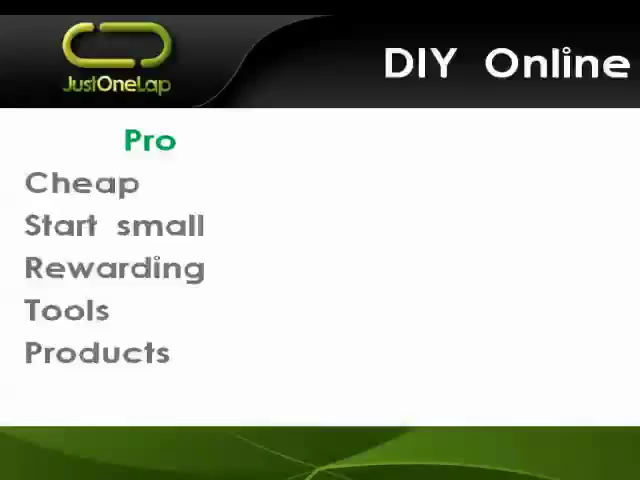 JustOneLap
DIY Online
Pro
Cheap
Start small
Rewarding
Tools
Products